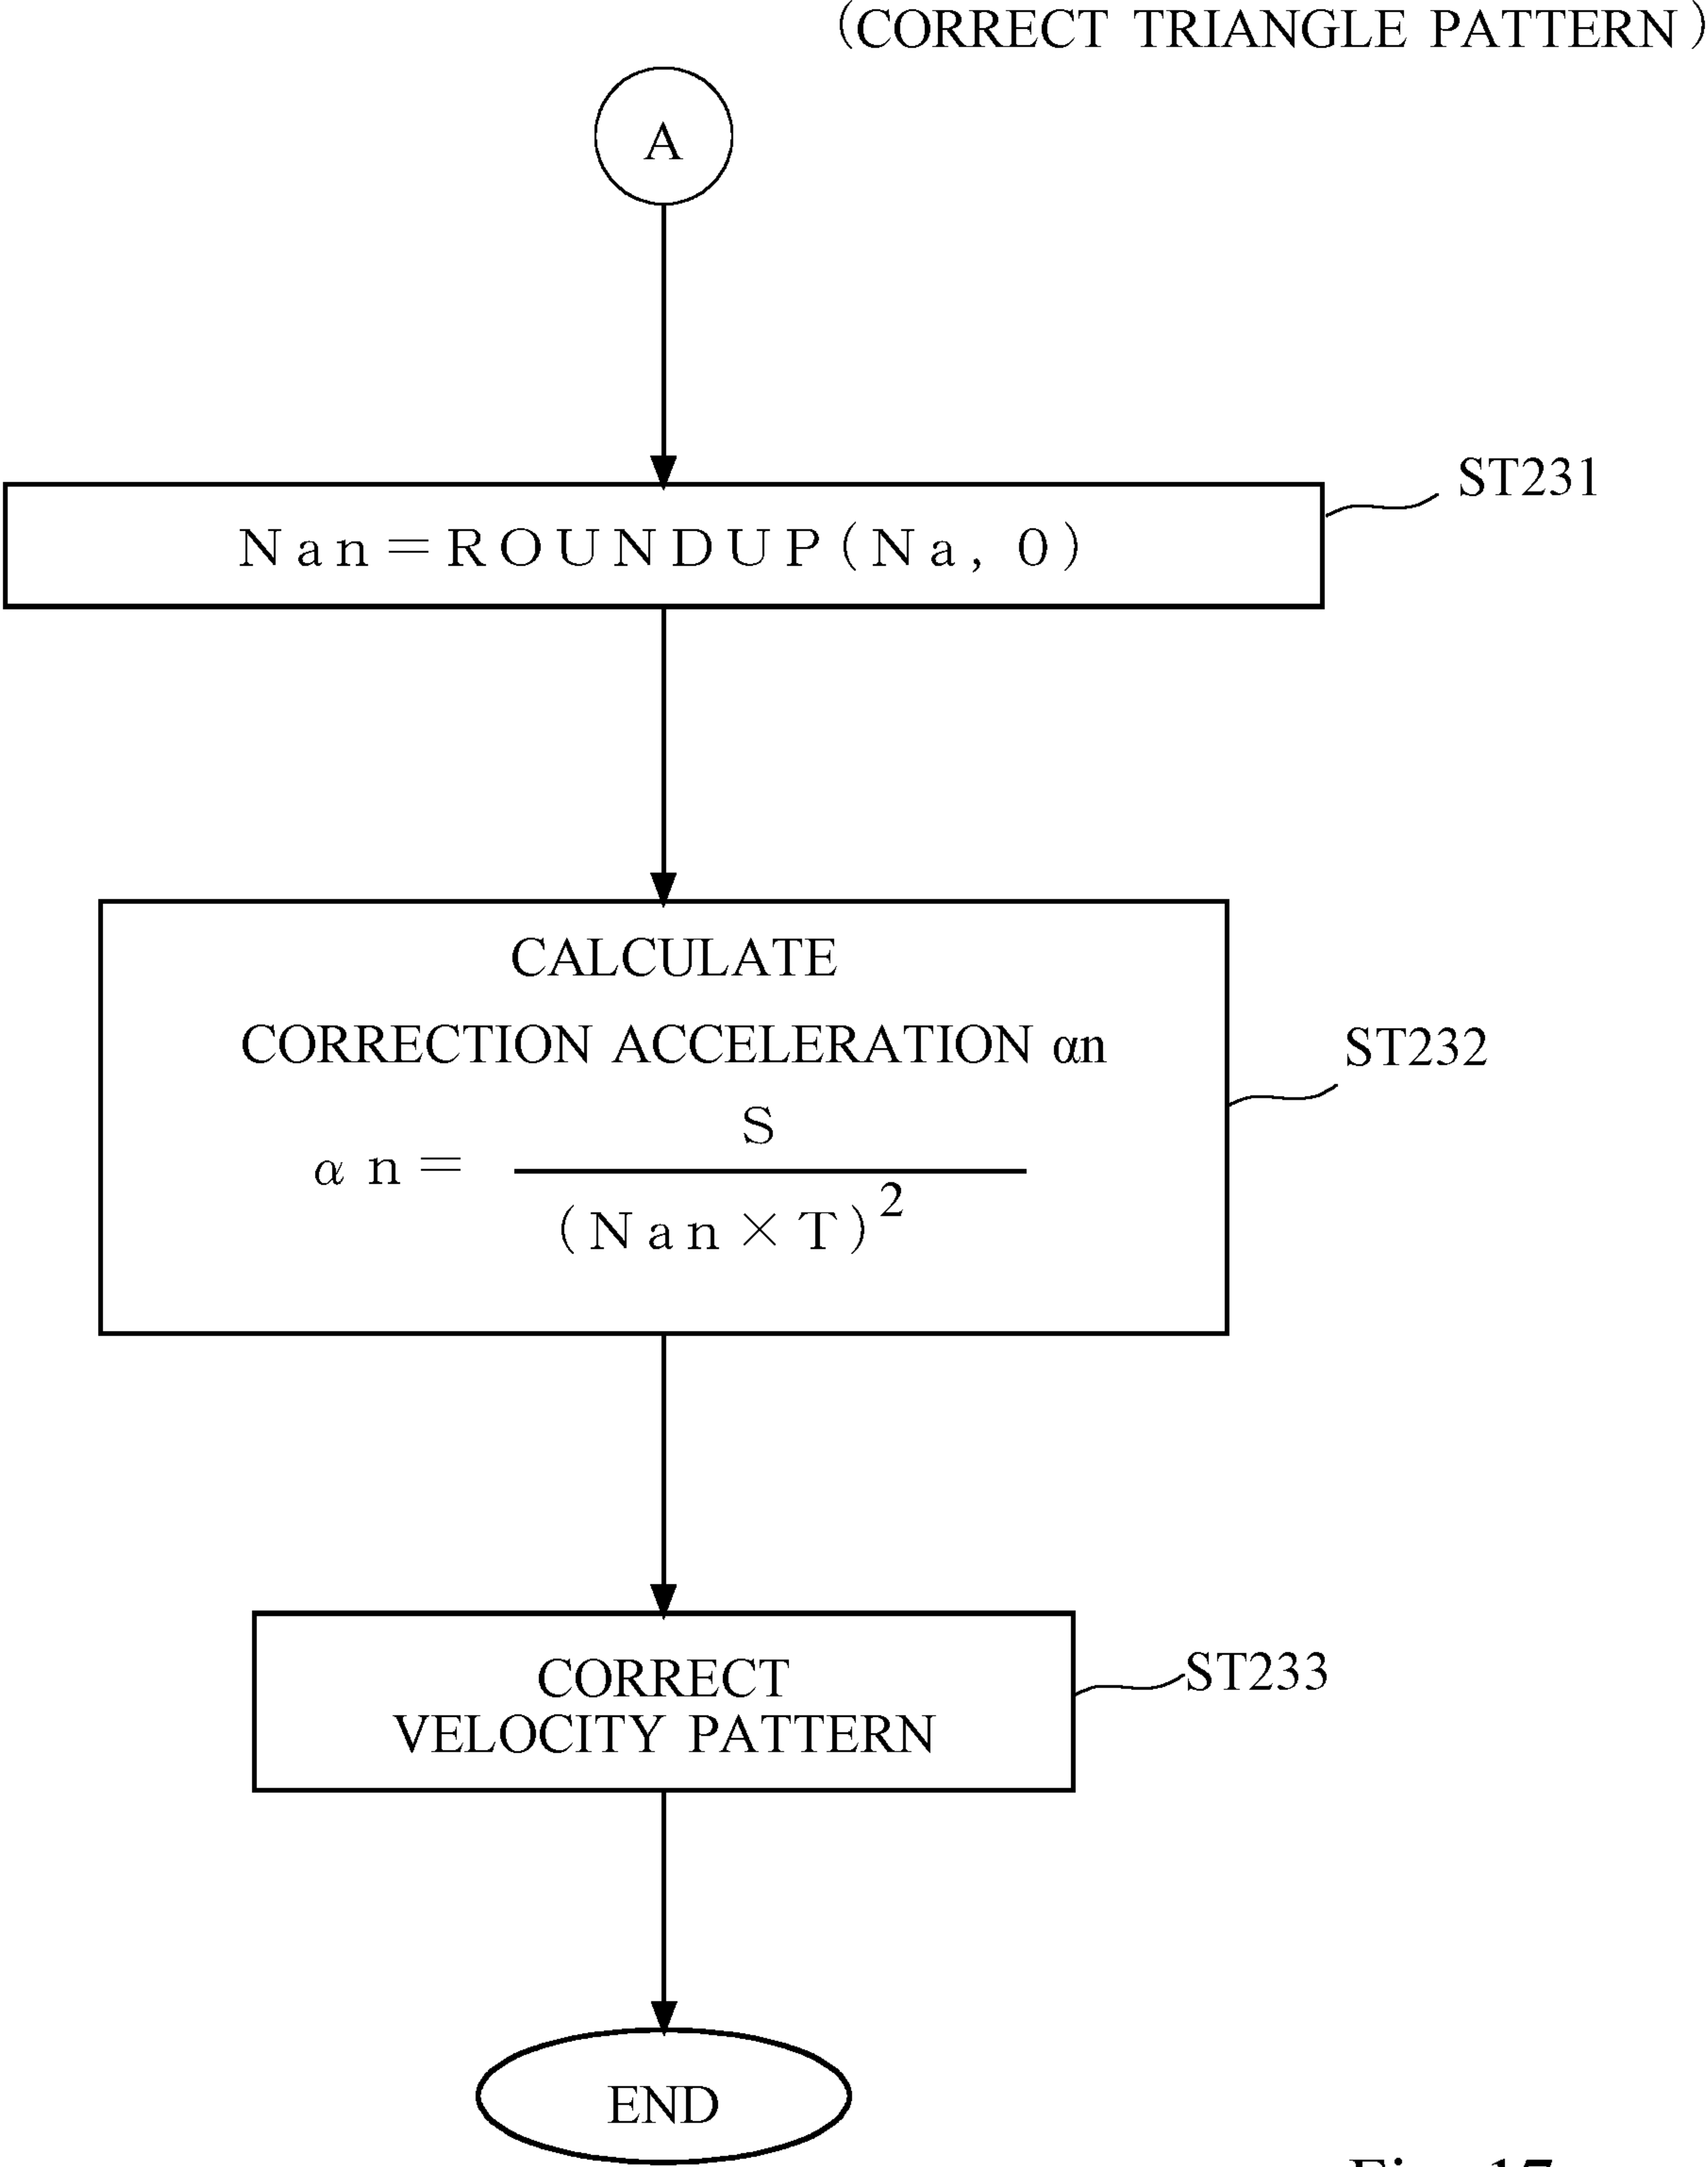 (CORRECT TRIANGLE PATTERN)
A
ST231
Nan=ROUNDUP(Na, 0)
CALCULATE
CORRECTION ACCELERATION αn
ST232
αn= S
(Nan×T)²
CORRECT
VELOCITY PATTERN
ST233
END